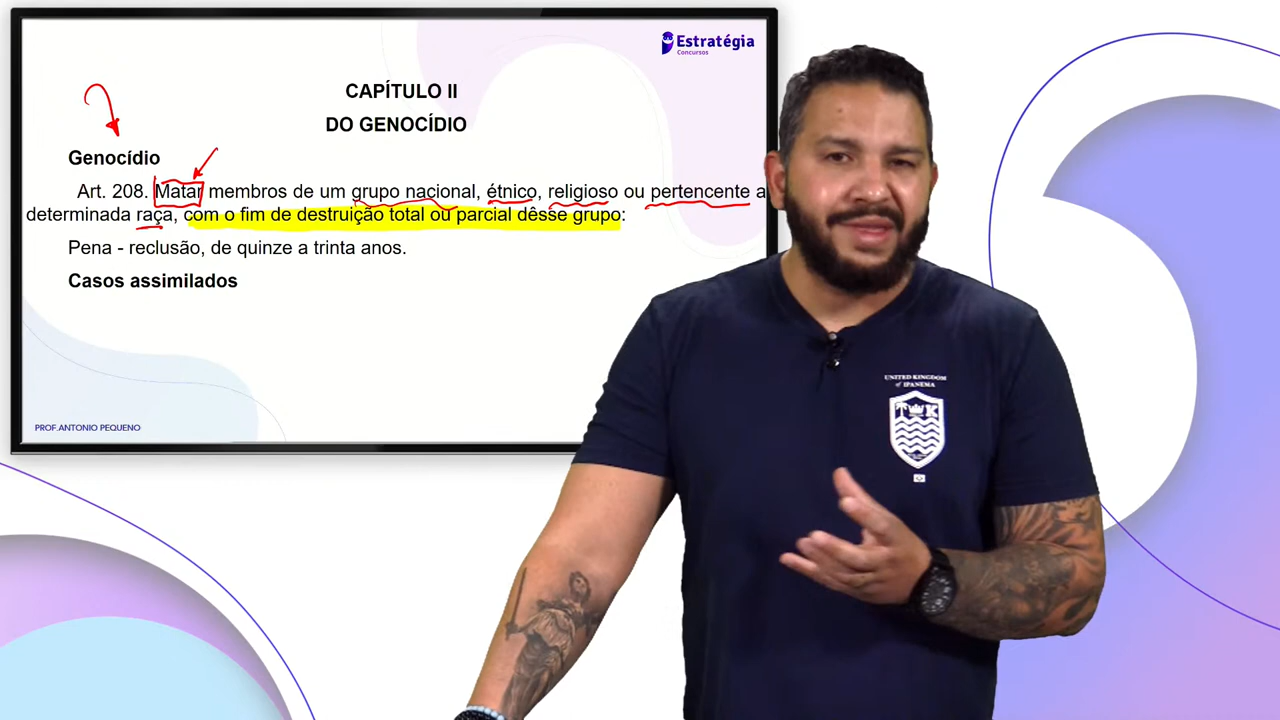 Estratégia
Concursos
CAPÍTULO II
DO GENOCÍDIO
Genocídio
Art. 208. Matar membros de um grupo nacional, étnico, religioso ou pertencente a
determinada raça, com o fim de destruição total ou parcial dêsse grupo:
Pena - reclusão, de quinze a trinta anos.
Casos assimilados
PROF.ANTONIO PEQUENO
UNITED KINGDOM
of IPANEMA
K